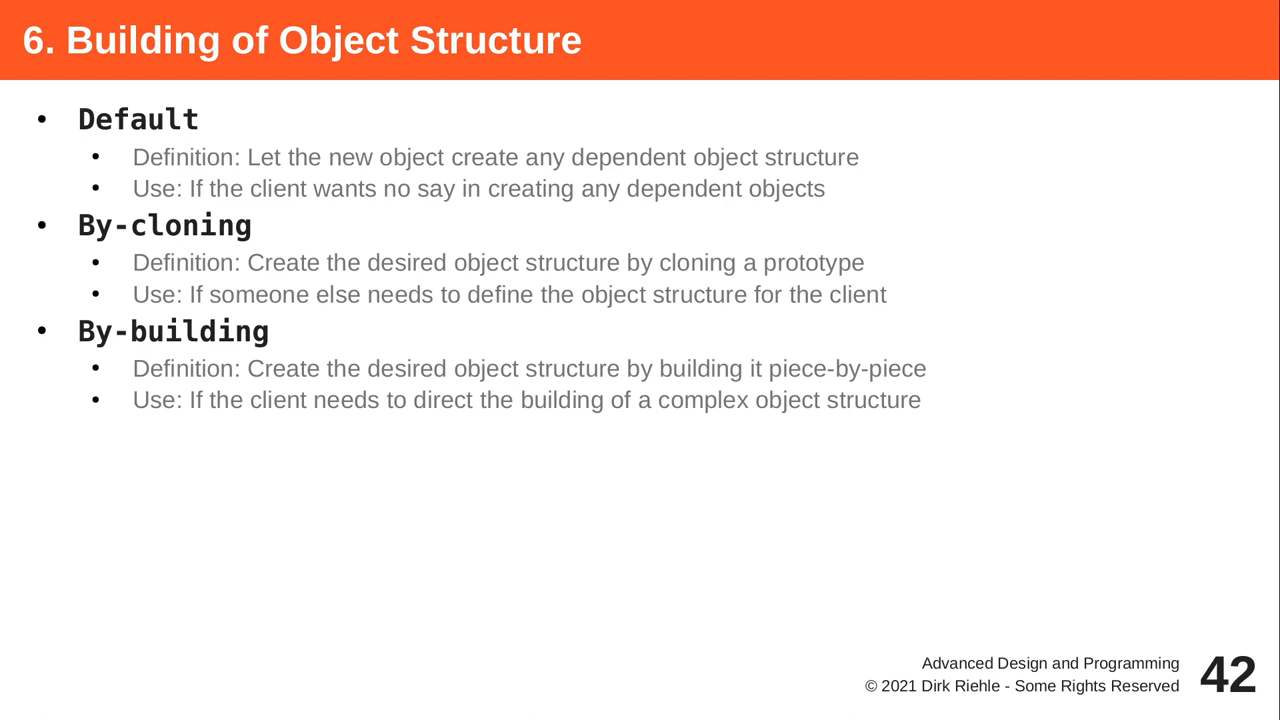 6. Building of Object Structure
• Default
• Definition: Let the new object create any dependent object structure
• Use: If the client wants no say in creating any dependent objects
• By-cloning
• Definition: Create the desired object structure by cloning a prototype
• Use: If someone else needs to define the object structure for the client
• By-building
• Definition: Create the desired object structure by building it piece-by-piece
• Use: If the client needs to direct the building of a complex object structure
Advanced Design and Programming
© 2021 Dirk Riehle - Some Rights Reserved
42